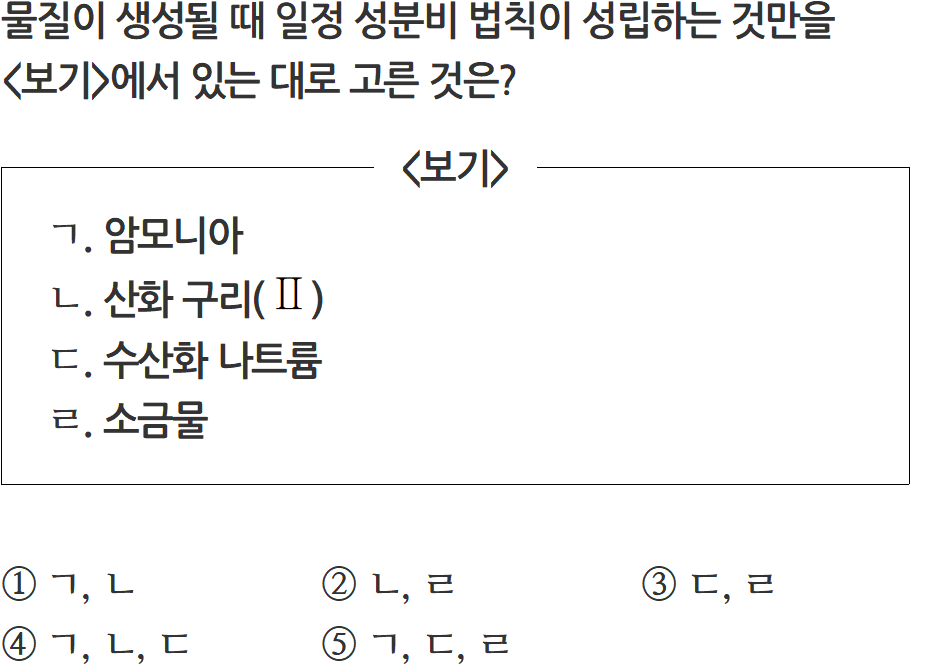 물질이 생성될 때 일정 성분비 법칙이 성립하는 것만을
<보기>에서 있는 대로 고른 것은?
<보기>
ㄱ. 암모니아
ㄴ. 산화 구리(Ⅱ)
ㄷ. 수산화 나트륨
ㄹ. 소금물
① ㄱ, ㄴ ② ㄴ, ㄹ ③ ㄷ, ㄹ
④ ㄱ, ㄴ, ㄷ ⑤ ㄱ, ㄷ, ㄹ